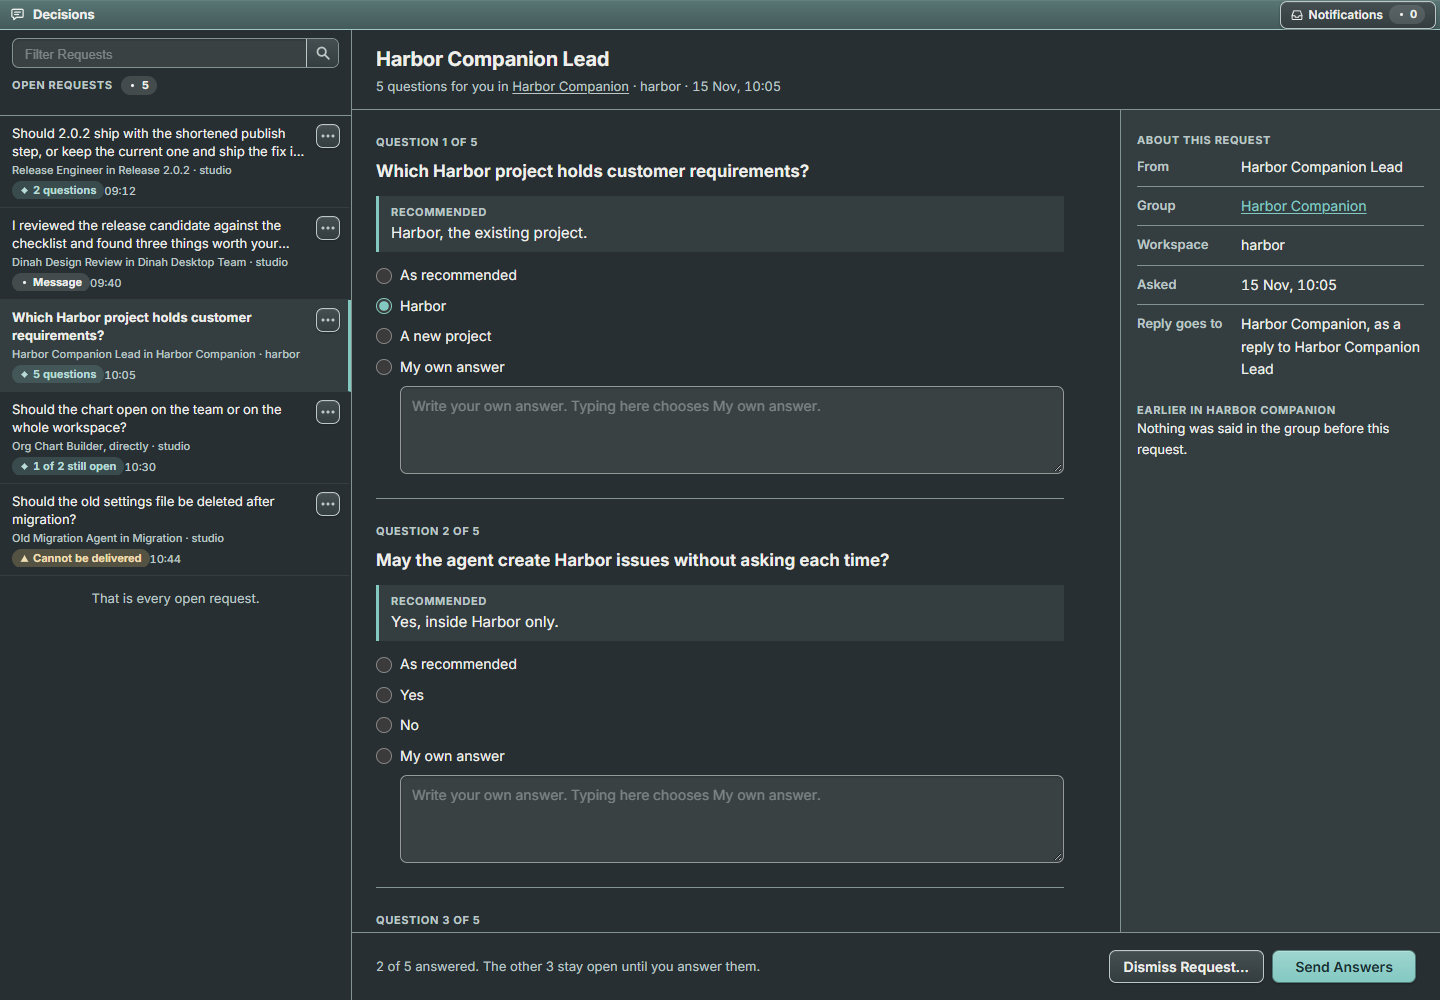 Decisions
Notifications
0
Filter Requests
OPEN REQUESTS
5
Should 2.0.2 ship with the shortened publish
step, or keep the current one and ship the fix i...
Release Engineer in Release 2.0.2 · studio
2 questions 09:12
I reviewed the release candidate against the
checklist and found three things worth your...
Dinah Design Review in Dinah Desktop Team · studio
Message 09:40
Which Harbor project holds customer
requirements?
Harbor Companion Lead in Harbor Companion · harbor
5 questions 10:05
Should the chart open on the team or on the
whole workspace?
Org Chart Builder, directly · studio
1 of 2 still open 10:30
Should the old settings file be deleted after
migration?
Old Migration Agent in Migration · studio
Cannot be delivered 10:44
That is every open request.
Harbor Companion Lead
5 questions for you in Harbor Companion · harbor · 15 Nov, 10:05
QUESTION 1 OF 5
Which Harbor project holds customer requirements?
RECOMMENDED
Harbor, the existing project.
As recommended
Harbor
A new project
My own answer
Write your own answer. Typing here chooses My own answer.
QUESTION 2 OF 5
May the agent create Harbor issues without asking each time?
RECOMMENDED
Yes, inside Harbor only.
As recommended
Yes
No
My own answer
Write your own answer. Typing here chooses My own answer.
QUESTION 3 OF 5
2 of 5 answered. The other 3 stay open until you answer them.
Dismiss Request...
Send Answers
ABOUT THIS REQUEST
From Harbor Companion Lead
Group Harbor Companion
Workspace harbor
Asked 15 Nov, 10:05
Reply goes to Harbor Companion, as a
reply to Harbor Companion
Lead
EARLIER IN HARBOR COMPANION
Nothing was said in the group before this
request.